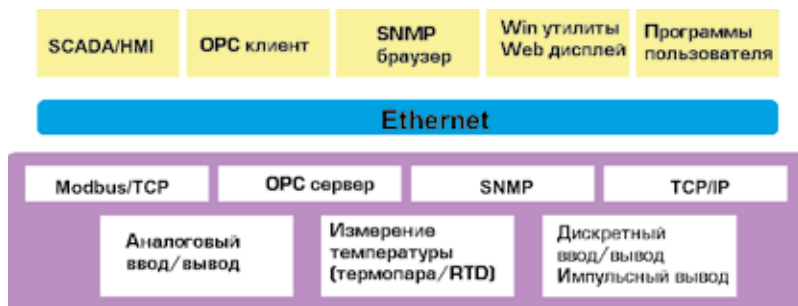 SCADA/HMI
OPC клиент
SNMP
браузер
Win утилиты
Web дисплей
Программы
пользователя
Ethernet
Modbus/TCP
OPC сервер
SNMP
TCP/IP
Аналоговый
ввод/вывод
Измерение
температуры
(термопара/RTD)
Дискретный
ввод/вывод
Импульсный вывод